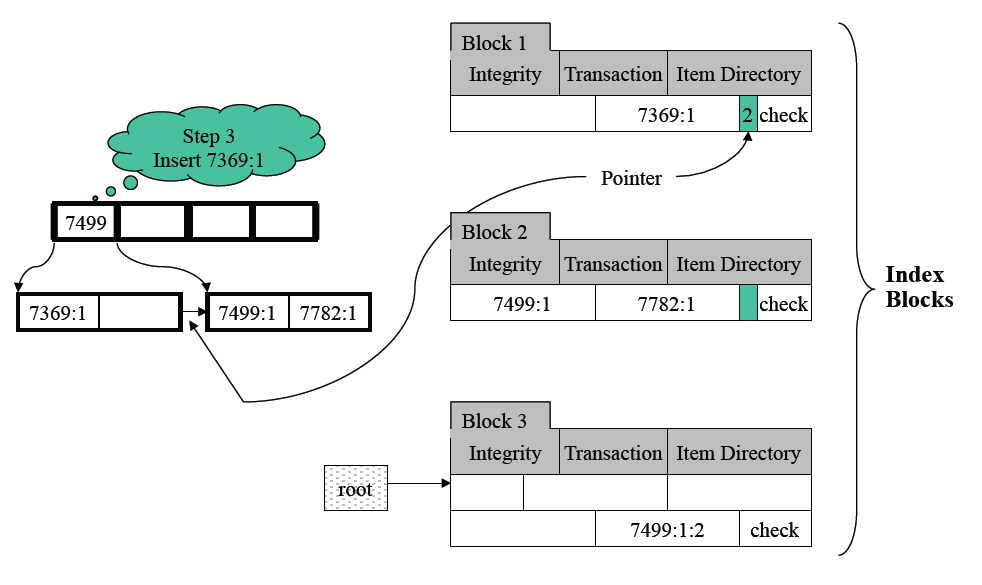 Step 3
Insert 7369:1
7499
7369:1
7499:1 7782:1
Block 1
Integrity Transaction Item Directory
7369:1 2 check
Pointer
Block 2
Integrity Transaction Item Directory
7499:1 7782:1 check
Block 3
Integrity Transaction Item Directory
root
7499:1:2 check
Index
Blocks